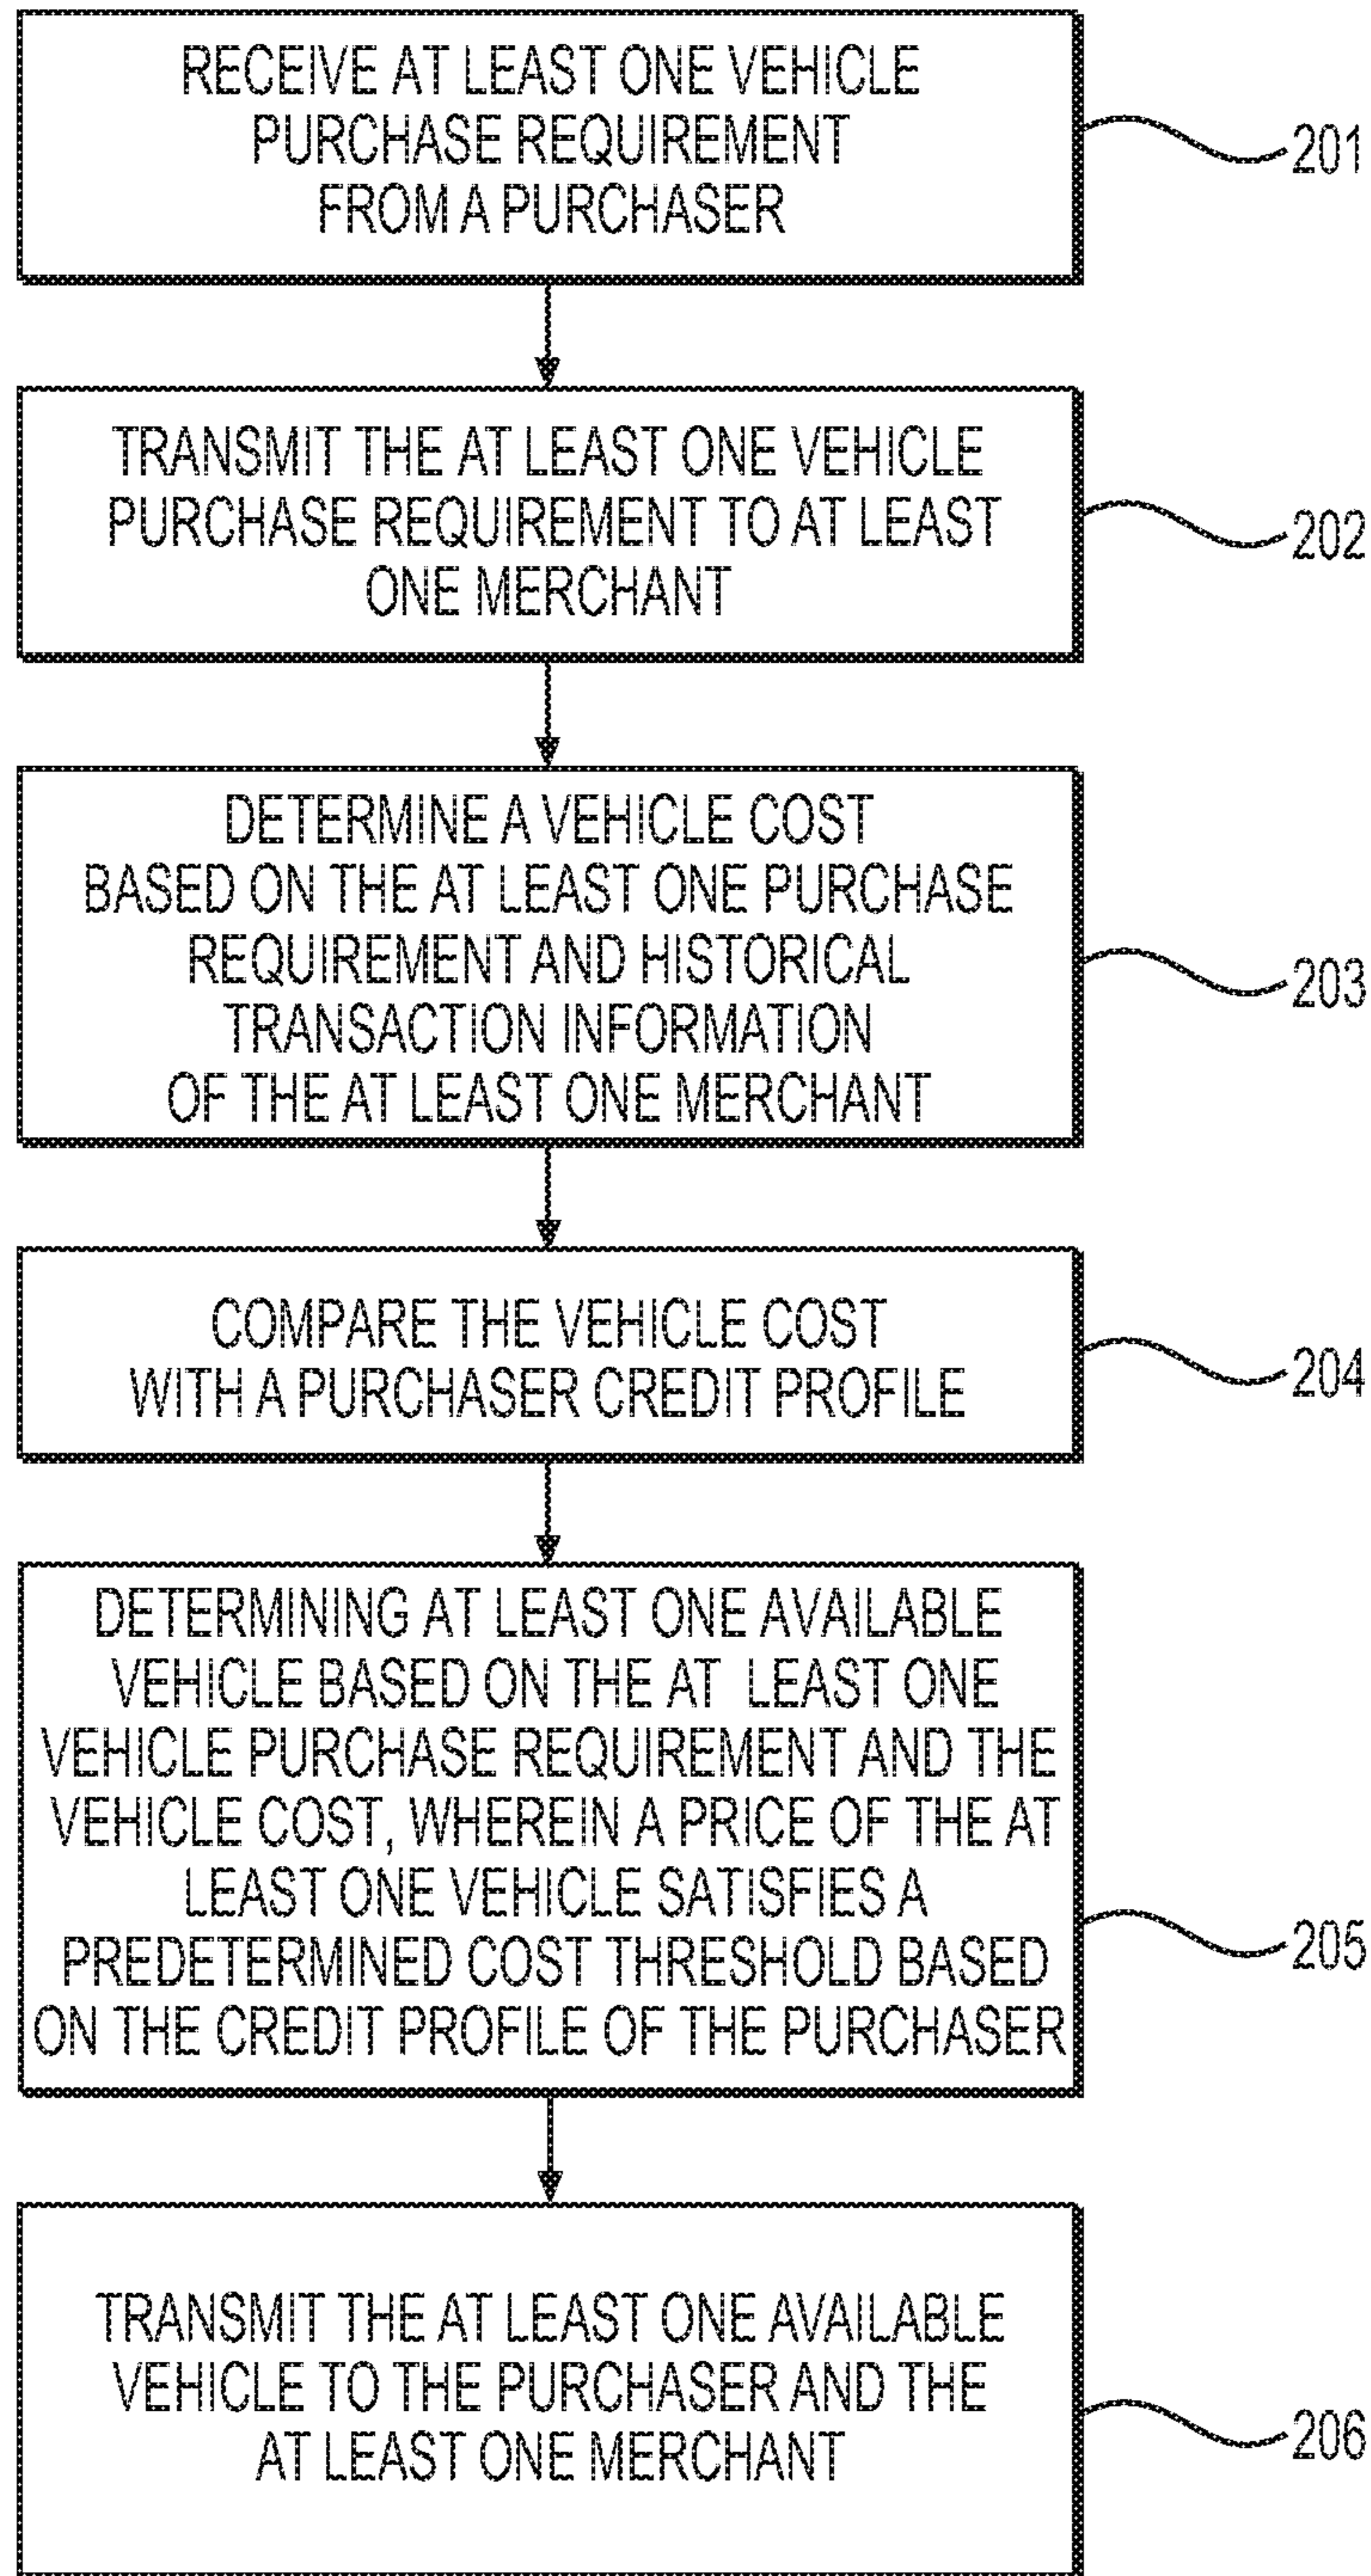 RECEIVE AT LEAST ONE VEHICLE
PURCHASE REQUIREMENT
FROM A PURCHASER
201
TRANSMIT THE AT LEAST ONE VEHICLE
PURCHASE REQUIREMENT TO AT LEAST
ONE MERCHANT
202
DETERMINE A VEHICLE COST
BASED ON THE AT LEAST ONE PURCHASE
REQUIREMENT AND HISTORICAL
TRANSACTION INFORMATION
OF THE AT LEAST ONE MERCHANT
203
COMPARE THE VEHICLE COST
WITH A PURCHASER CREDIT PROFILE
204
DETERMINING AT LEAST ONE AVAILABLE
VEHICLE BASED ON THE AT LEAST ONE
VEHICLE PURCHASE REQUIREMENT AND THE
VEHICLE COST, WHEREIN A PRICE OF THE AT
LEAST ONE VEHICLE SATISFIES A
PREDETERMINED COST THRESHOLD BASED
ON THE CREDIT PROFILE OF THE PURCHASER
205
TRANSMIT THE AT LEAST ONE AVAILABLE
VEHICLE TO THE PURCHASER AND THE
AT LEAST ONE MERCHANT
206